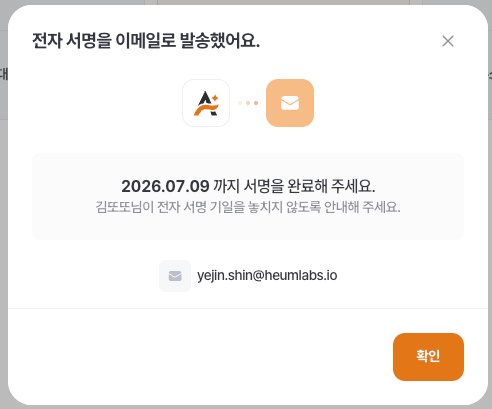 전자 서명을 이메일로 발송했어요.
2026.07.09 까지 서명을 완료해 주세요.
김또또님이 전자 서명 기일을 놓치지 않도록 안내해 주세요.
yejin.shin@heumlabs.io
확인